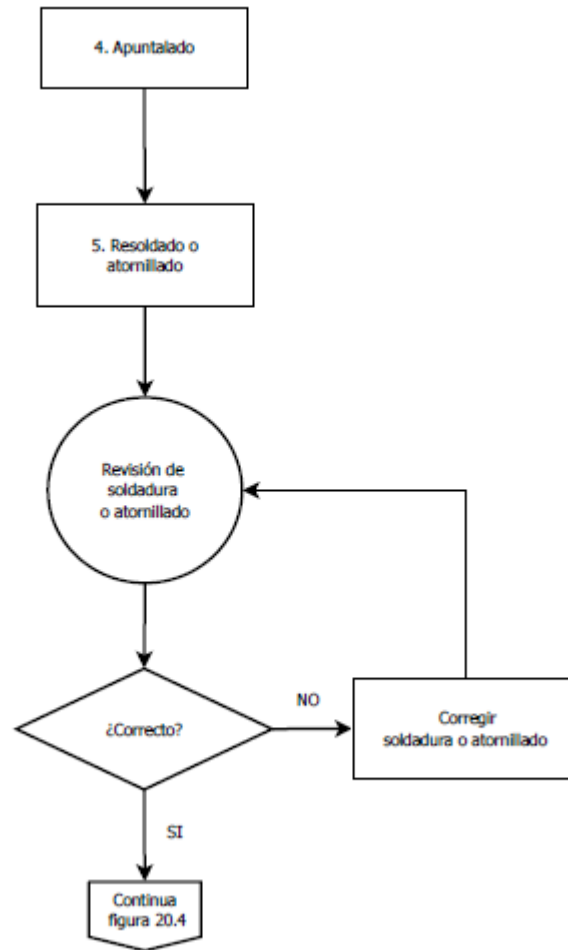 4. Apuntalado
5. Resoldado o
atornillado
Revisión de
soldadura
o atornillado
¿Correcto?
NO
Corregir
soldadura o atornillado
SI
Continua
figura 20.4